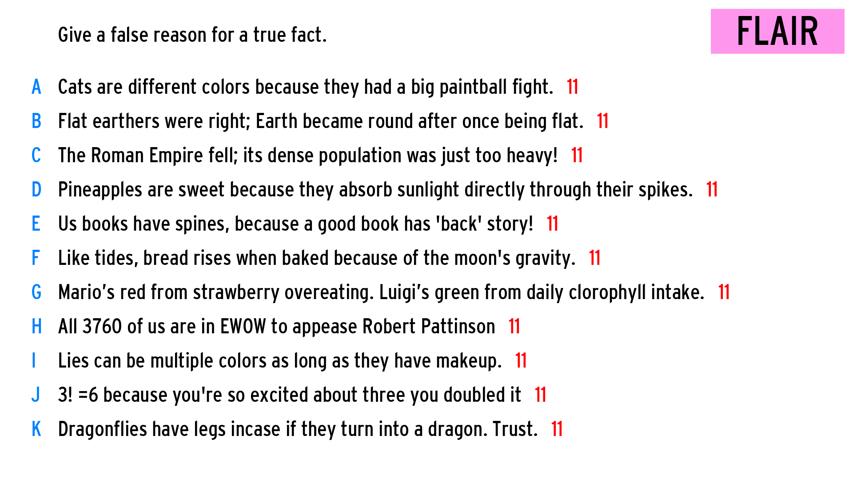 Give a false reason for a true fact.
FLAIR
A Cats are different colors because they had a big paintball fight. 11
B Flat earthers were right; Earth became round after once being flat. 11
C The Roman Empire fell; its dense population was just too heavy! 11
D Pineapples are sweet because they absorb sunlight directly through their spikes. 11
E Us books have spines, because a good book has 'back' story! 11
F Like tides, bread rises when baked because of the moon's gravity. 11
G Mario’s red from strawberry overeating. Luigi’s green from daily clorophyll intake. 11
H All 3760 of us are in EWOW to appease Robert Pattinson 11
I Lies can be multiple colors as long as they have makeup. 11
J 3! =6 because you're so excited about three you doubled it 11
K Dragonflies have legs incase if they turn into a dragon. Trust. 11